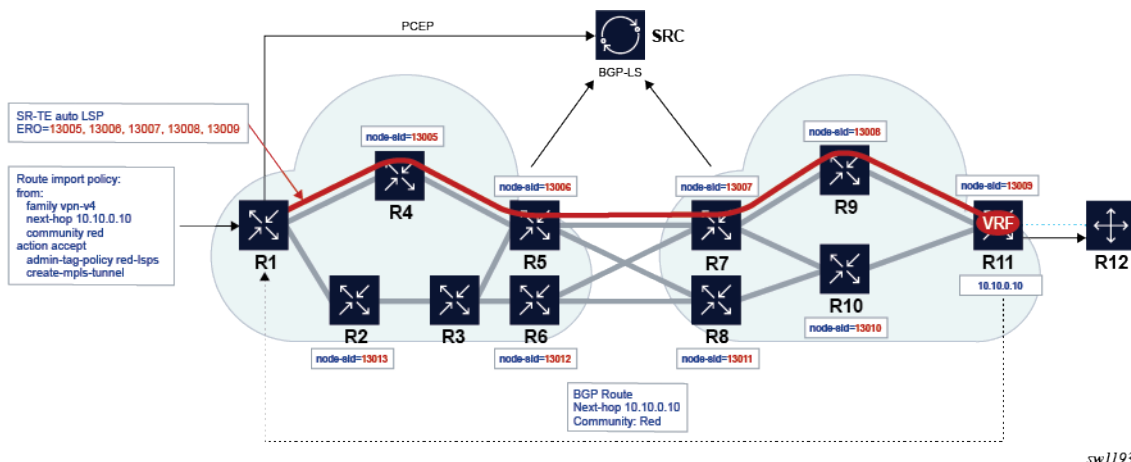 PCEP
SRC
BGP-LS
SR-TE auto LSP
ERO=13005, 13006, 13007, 13008, 13009
node-sid=13005
node-sid=13008
Route import policy:
from:
family vpn-v4
next-hop 10.10.0.10
community red
action accept
admin-tag-policy red-lsps
create-mpls-tunnel
node-sid=13006
node-sid=13007
node-sid=13009
R4
R9
VRF
R1
R5
R7
R11
R12
10.10.0.10
R2
R3
R6
R8
R10
node-sid=13010
node-sid=13013
node-sid=13012
node-sid=13011
BGP Route
Next-hop 10.10.0.10
Community: Red